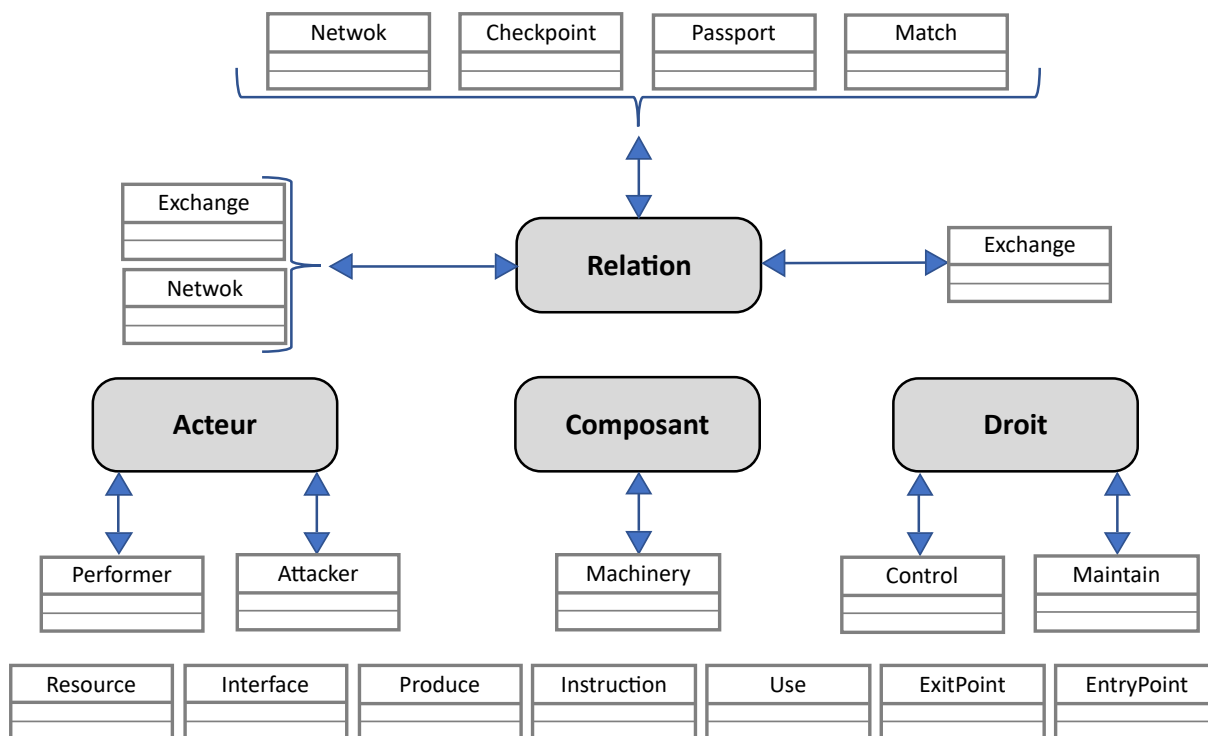 Netwok
Checkpoint
Passport
Match
Exchange
Netwok
Relation
Exchange
Acteur
Composant
Droit
Performer
Attacker
Machinery
Control
Maintain
Resource
Interface
Produce
Instruction
Use
ExitPoint
EntryPoint